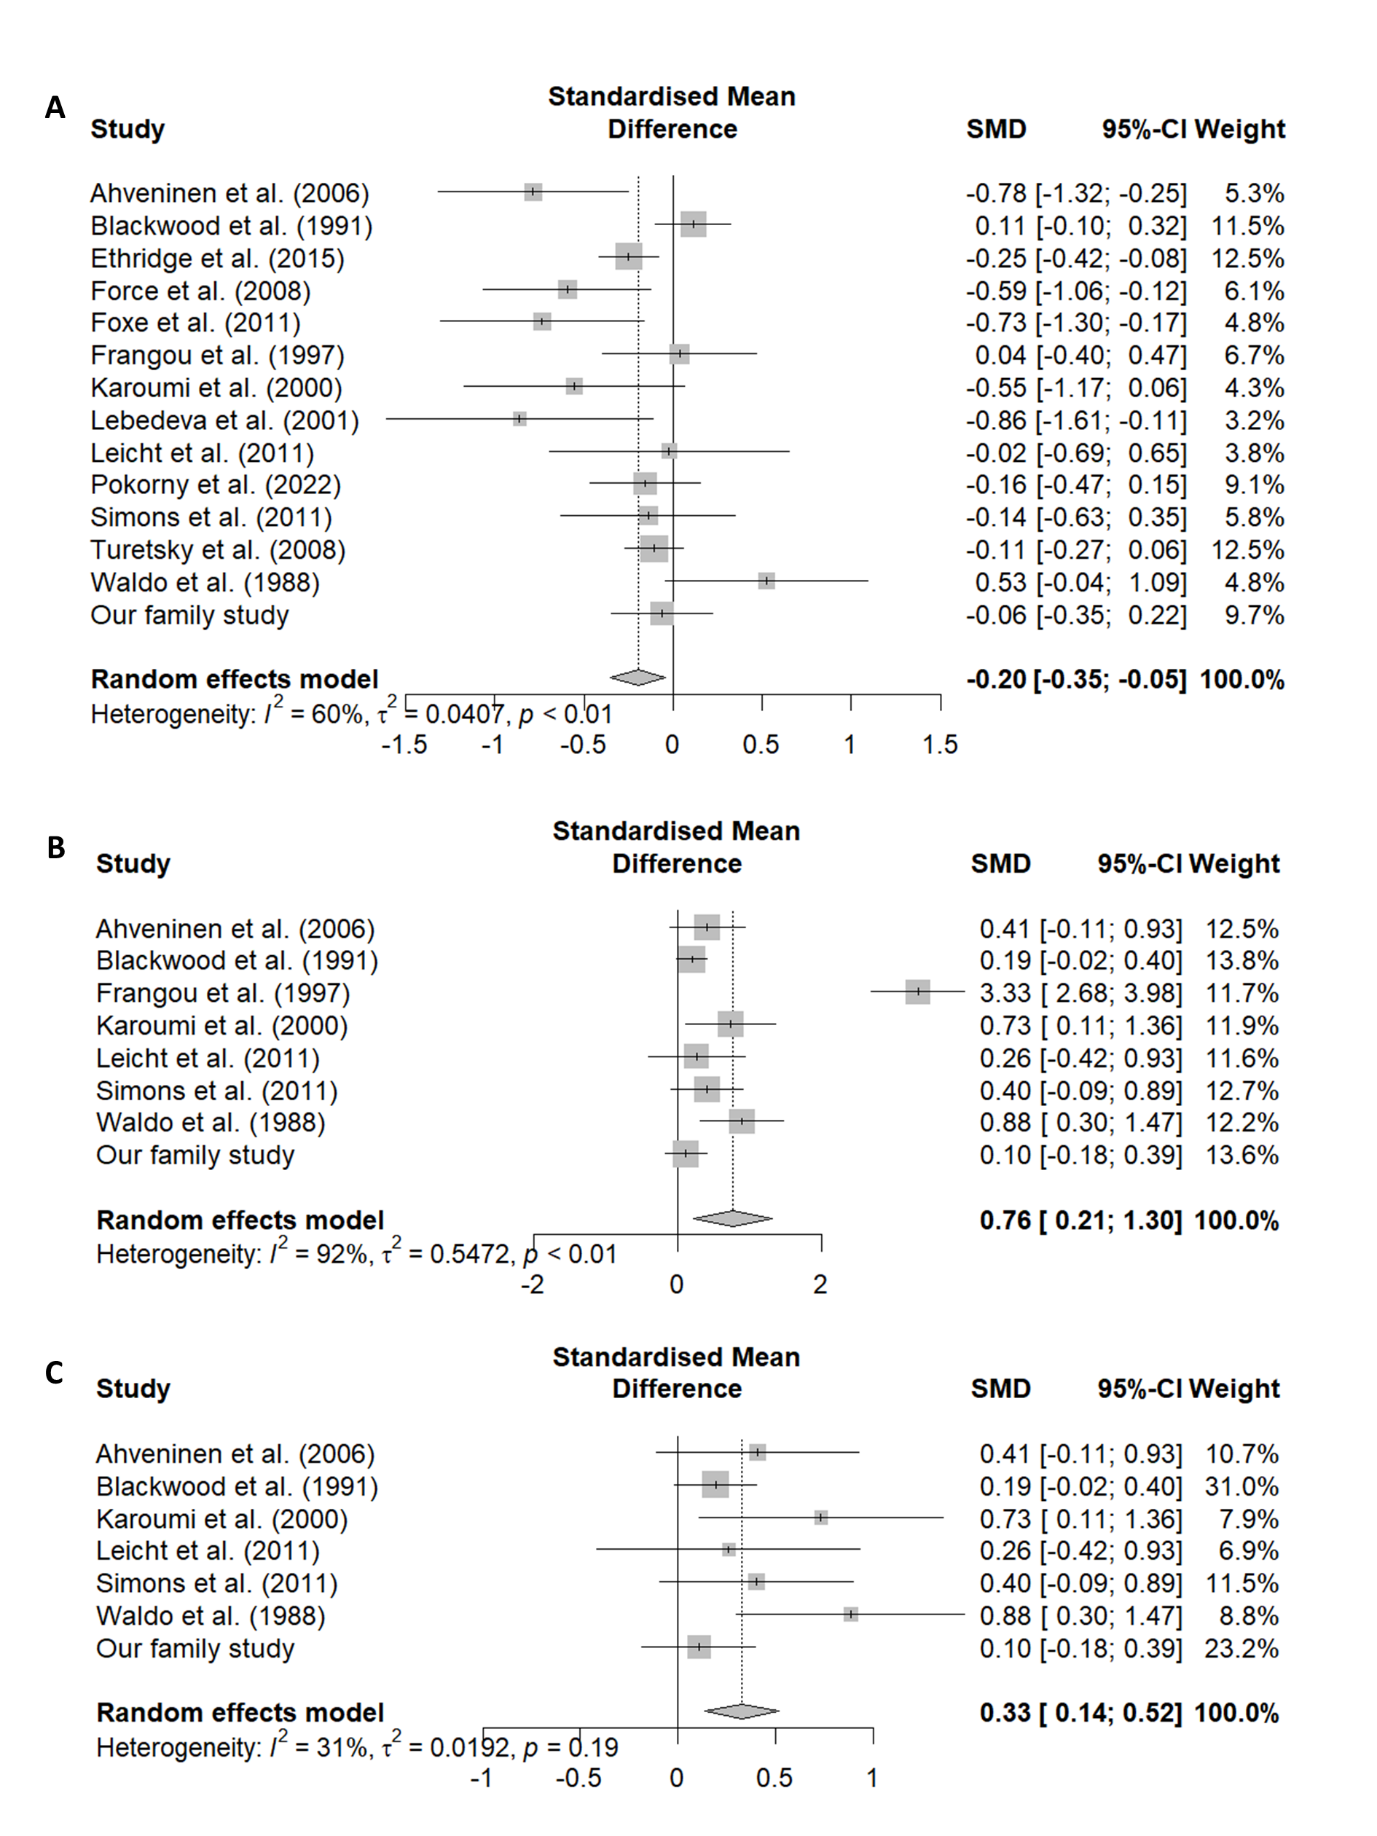 A
Standardised Mean
Study Difference SMD 95%-CI Weight
Ahveninen et al. (2006) -0.78 [-1.32; -0.25] 5.3%
Blackwood et al. (1991) 0.11 [-0.10; 0.32] 11.5%
Ethridge et al. (2015) -0.25 [-0.42; -0.08] 12.5%
Force et al. (2008) -0.59 [-1.06; -0.12] 6.1%
Foxe et al. (2011) -0.73 [-1.30; -0.17] 4.8%
Frangou et al. (1997) 0.04 [-0.40; 0.47] 6.7%
Karoumi et al. (2000) -0.55 [-1.17; 0.06] 4.3%
Lebedeva et al. (2001) -0.86 [-1.61; -0.11] 3.2%
Leicht et al. (2011) -0.02 [-0.69; 0.65] 3.8%
Pokorny et al. (2022) -0.16 [-0.47; 0.15] 9.1%
Simons et al. (2011) -0.14 [-0.63; 0.35] 5.8%
Turetsky et al. (2008) -0.11 [-0.27; 0.06] 12.5%
Waldo et al. (1988) 0.53 [-0.04; 1.09] 4.8%
Our family study -0.06 [-0.35; 0.22] 9.7%
Random effects model -0.20 [-0.35; -0.05] 100.0%
Heterogeneity: I² = 60%, τ² = 0.0407, p < 0.01
-1.5 -1 -0.5 0 0.5 1 1.5
B
Standardised Mean
Study Difference SMD 95%-CI Weight
Ahveninen et al. (2006) 0.41 [-0.11; 0.93] 12.5%
Blackwood et al. (1991) 0.19 [-0.02; 0.40] 13.8%
Frangou et al. (1997) 3.33 [ 2.68; 3.98] 11.7%
Karoumi et al. (2000) 0.73 [ 0.11; 1.36] 11.9%
Leicht et al. (2011) 0.26 [-0.42; 0.93] 11.6%
Simons et al. (2011) 0.40 [-0.09; 0.89] 12.7%
Waldo et al. (1988) 0.88 [ 0.30; 1.47] 12.2%
Our family study 0.10 [-0.18; 0.39] 13.6%
Random effects model 0.76 [ 0.21; 1.30] 100.0%
Heterogeneity: I² = 92%, τ² = 0.5472, p < 0.01
-2 0 2
C
Standardised Mean
Study Difference SMD 95%-CI Weight
Ahveninen et al. (2006) 0.41 [-0.11; 0.93] 10.7%
Blackwood et al. (1991) 0.19 [-0.02; 0.40] 31.0%
Karoumi et al. (2000) 0.73 [ 0.11; 1.36] 7.9%
Leicht et al. (2011) 0.26 [-0.42; 0.93] 6.9%
Simons et al. (2011) 0.40 [-0.09; 0.89] 11.5%
Waldo et al. (1988) 0.88 [ 0.30; 1.47] 8.8%
Our family study 0.10 [-0.18; 0.39] 23.2%
Random effects model 0.33 [ 0.14; 0.52] 100.0%
Heterogeneity: I² = 31%, τ² = 0.0192, p = 0.19
-1 -0.5 0 0.5 1